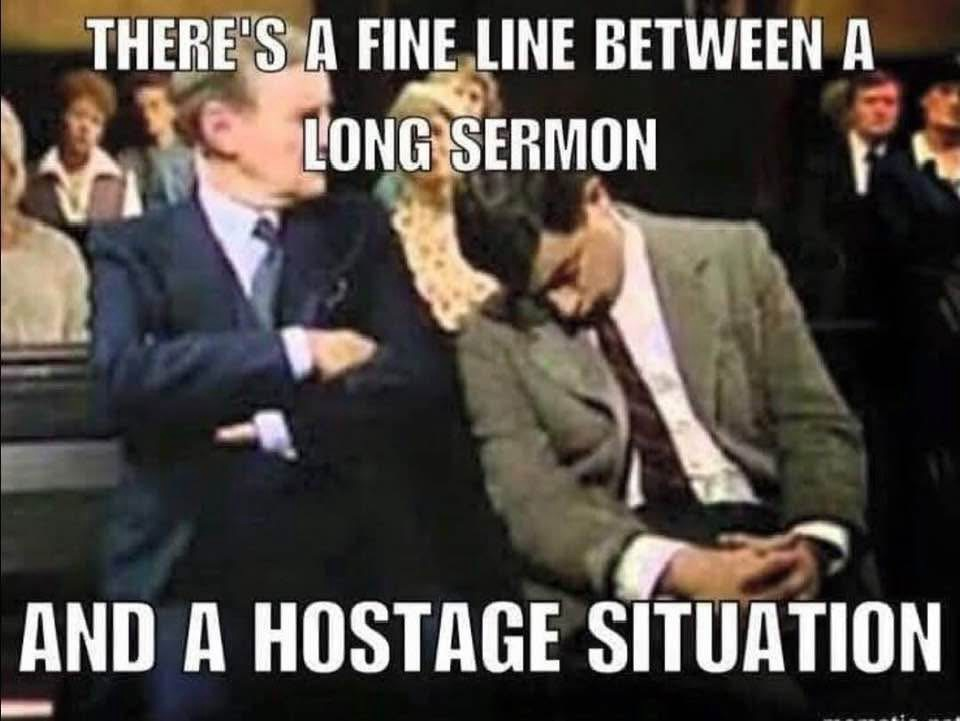 THERE'S A FINE LINE BETWEEN A
LONG SERMON
AND A HOSTAGE SITUATION